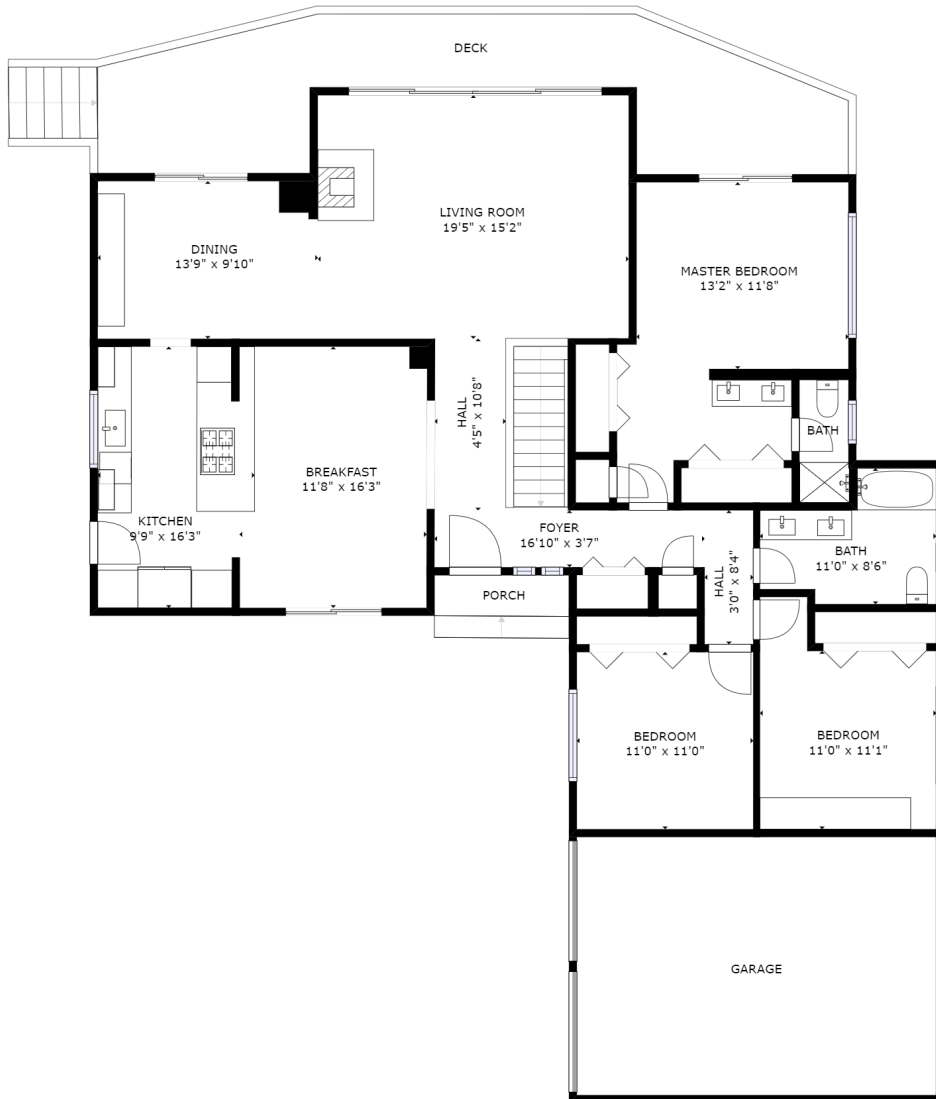 DECK
LIVING ROOM
19'5" x 15'2"
DINING
13'9" x 9'10"
MASTER BEDROOM
13'2" x 11'8"
HALL
4'5" x 10'8"
BATH
BREAKFAST
11'8" x 16'3"
KITCHEN
9'9" x 16'3"
FOYER
16'10" x 3'7"
HALL
3'0" x 8'4"
BATH
11'0" x 8'6"
PORCH
BEDROOM
11'0" x 11'0"
BEDROOM
11'0" x 11'1"
GARAGE